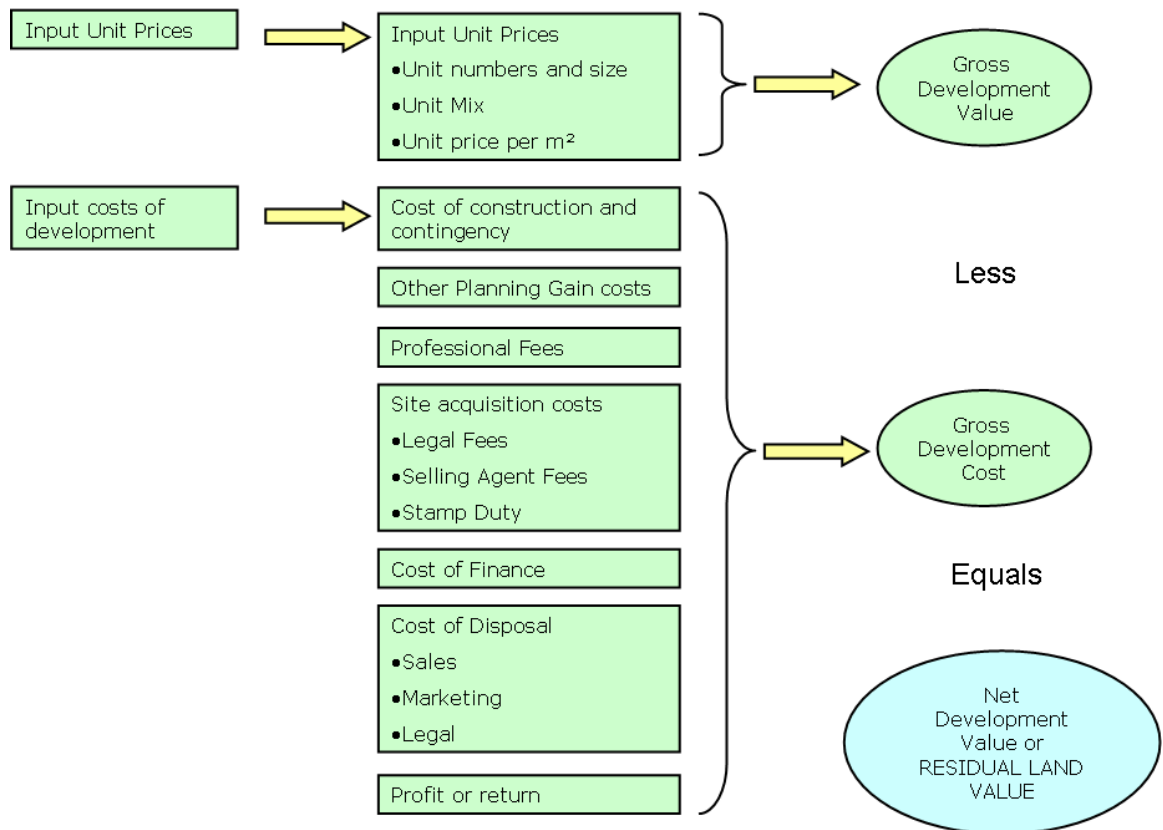 Input Unit Prices
Input Unit Prices
•Unit numbers and size
•Unit Mix
•Unit price per m²
Gross
Development
Value
Input costs of
development
Cost of construction and
contingency
Less
Other Planning Gain costs
Professional Fees
Site acquisition costs
•Legal Fees
•Selling Agent Fees
•Stamp Duty
Gross
Development
Cost
Cost of Finance
Equals
Cost of Disposal
•Sales
•Marketing
•Legal
Profit or return
Net
Development
Value or
RESIDUAL LAND
VALUE